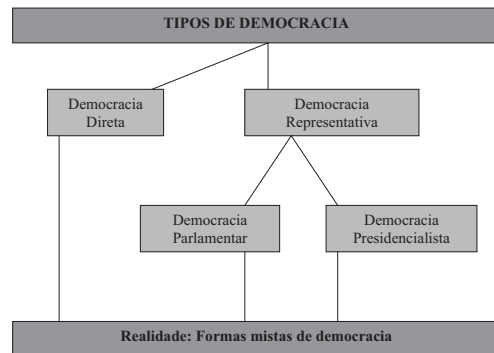 TIPOS DE DEMOCRACIA
Democracia
Direta
Democracia
Representativa
Democracia
Parlamentar
Democracia
Presidencialista
Realidade: Formas mistas de democracia